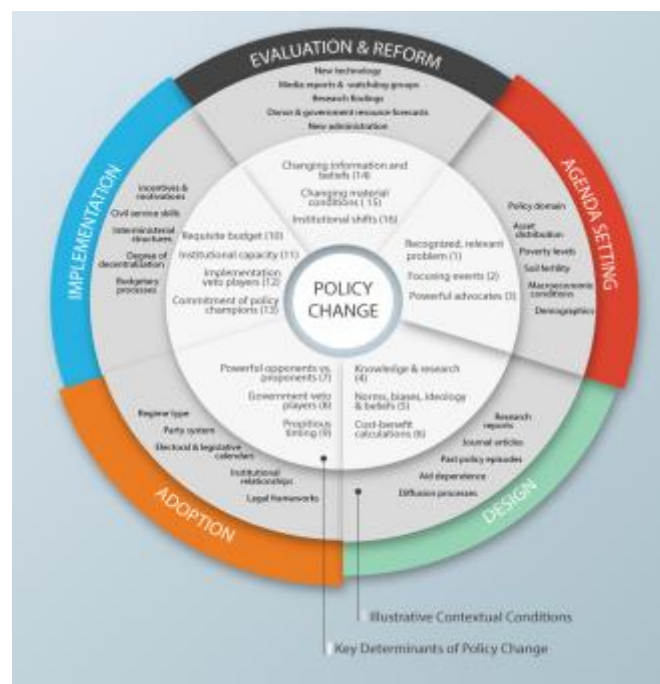 EVALUATION & REFORM
New technology
Media reports & watchdog groups
Research findings
Donor & government resource forecasts
New administration
Changing information and
beliefs (14)
Changing material
conditions ( 15)
Institutional shifts (16)
AGENDA SETTING
Policy domain
Asset
distribution
Poverty levels
Soil fertility
Macroeconomic
conditions
Demographics
Recognized, relevant
problem (1)
Focusing events (2)
Powerful advocates (3)
DESIGN
Knowledge & research
(4)
Norms, biases, ideology
& beliefs (5)
Cost-benefit
calculations (6)
Research
reports
Journal articles
Past policy episodes
Aid dependence
Diffusion processes
ADOPTION
Powerful opponents vs.
proponents (7)
Government veto
players (8)
Propitious
timing (9)
Regime type
Party system
Electoral & legislative
calendars
Institutional
relationships
Legal frameworks
IMPLEMENTATION
Incentives &
motivations
Civil service skills
Interministerial
structures
Degree of
decentralization
Budgetary
processes
Requisite budget (10)
Institutional capacity (11)
Implementation
veto players (12)
Commitment of policy
champions (13)
POLICY
CHANGE
Illustrative Contextual Conditions
Key Determinants of Policy Change